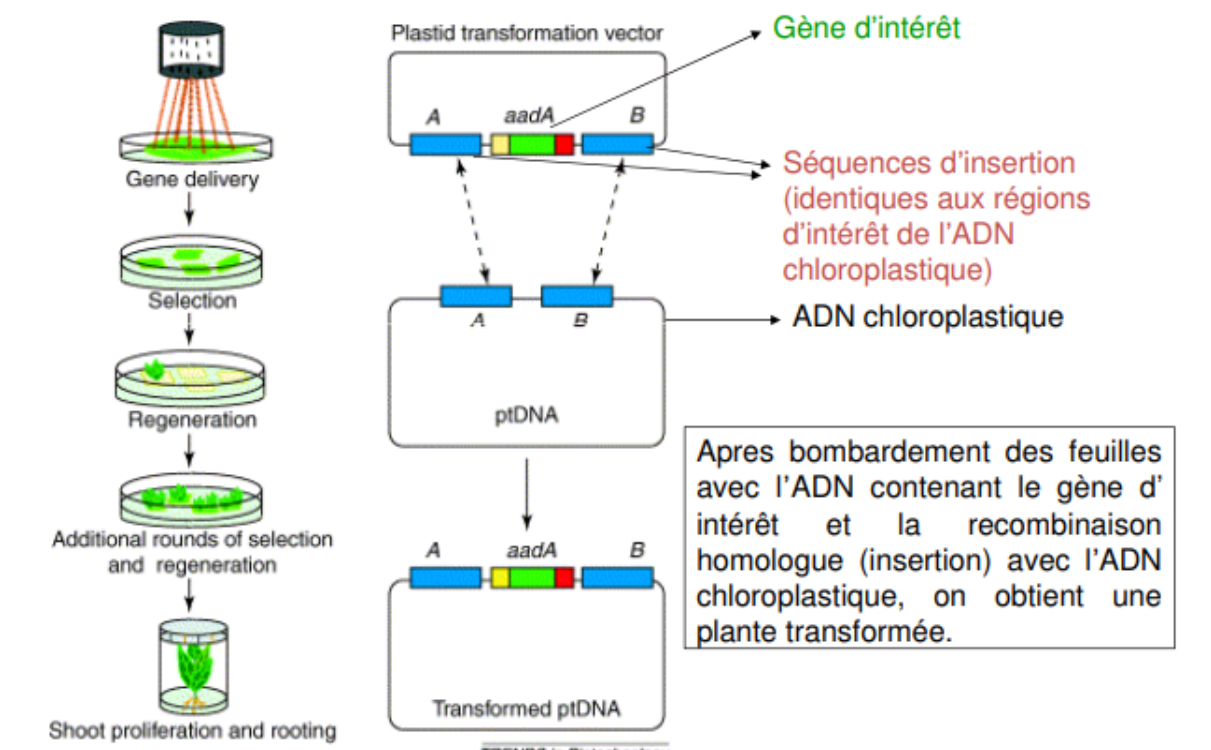 Gene delivery
Selection
Regeneration
Additional rounds of selection
and regeneration
Shoot proliferation and rooting
Plastid transformation vector
A aadA B
A B
ptDNA
A aadA B
Transformed ptDNA
Gène d'intérêt
Séquences d'insertion
(identiques aux régions
d'intérêt de l'ADN
chloroplastique)
ADN chloroplastique
Apres bombardement des feuilles
avec l'ADN contenant le gène d'
intérêt et la recombinaison
homologue (insertion) avec l'ADN
chloroplastique, on obtient une
plante transformée.